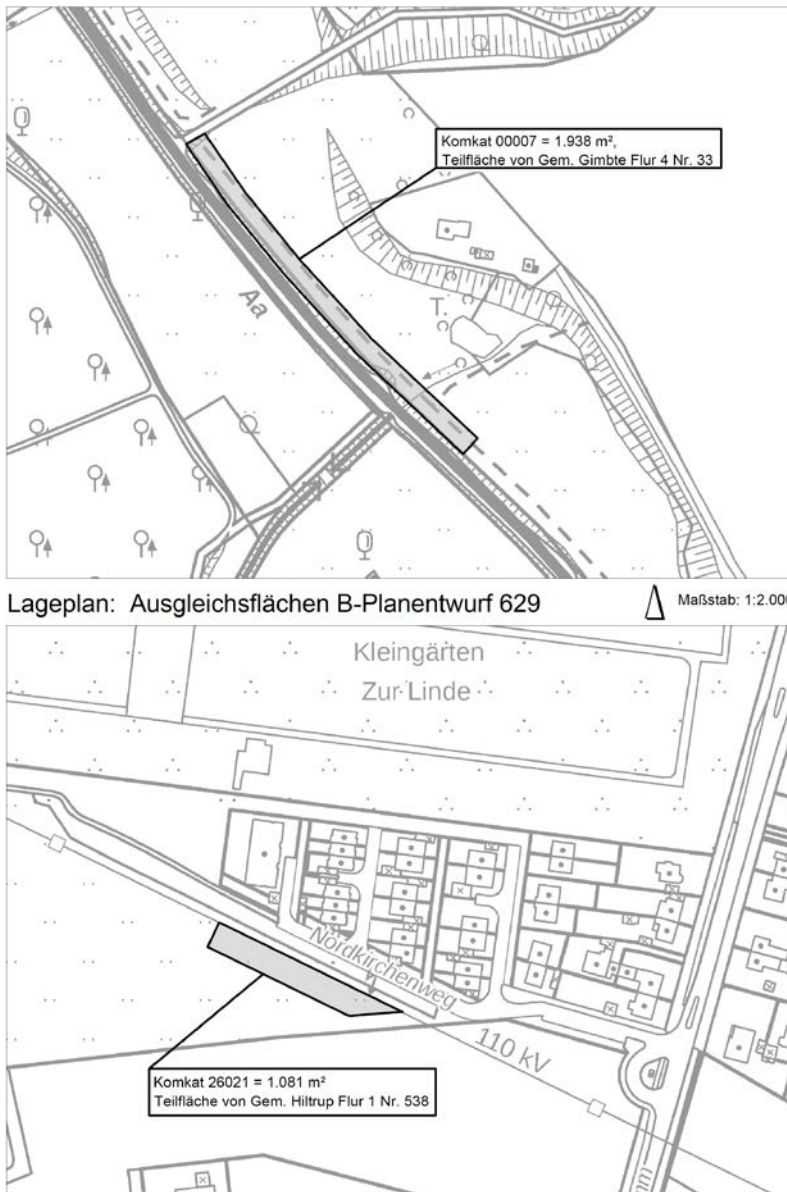 Komkat 00007 = 1.938 m²,
Teilfläche von Gem. Gimbte Flur 4 Nr. 33
Aa
T.
Lageplan: Ausgleichsflächen B-Planentwurf 629
Maßstab: 1:2.000
Kleingärten
Zur Linde
Nordkirchenweg
110 kV
Komkat 26021 = 1.081 m²
Teilfläche von Gem. Hiltrup Flur 1 Nr. 538